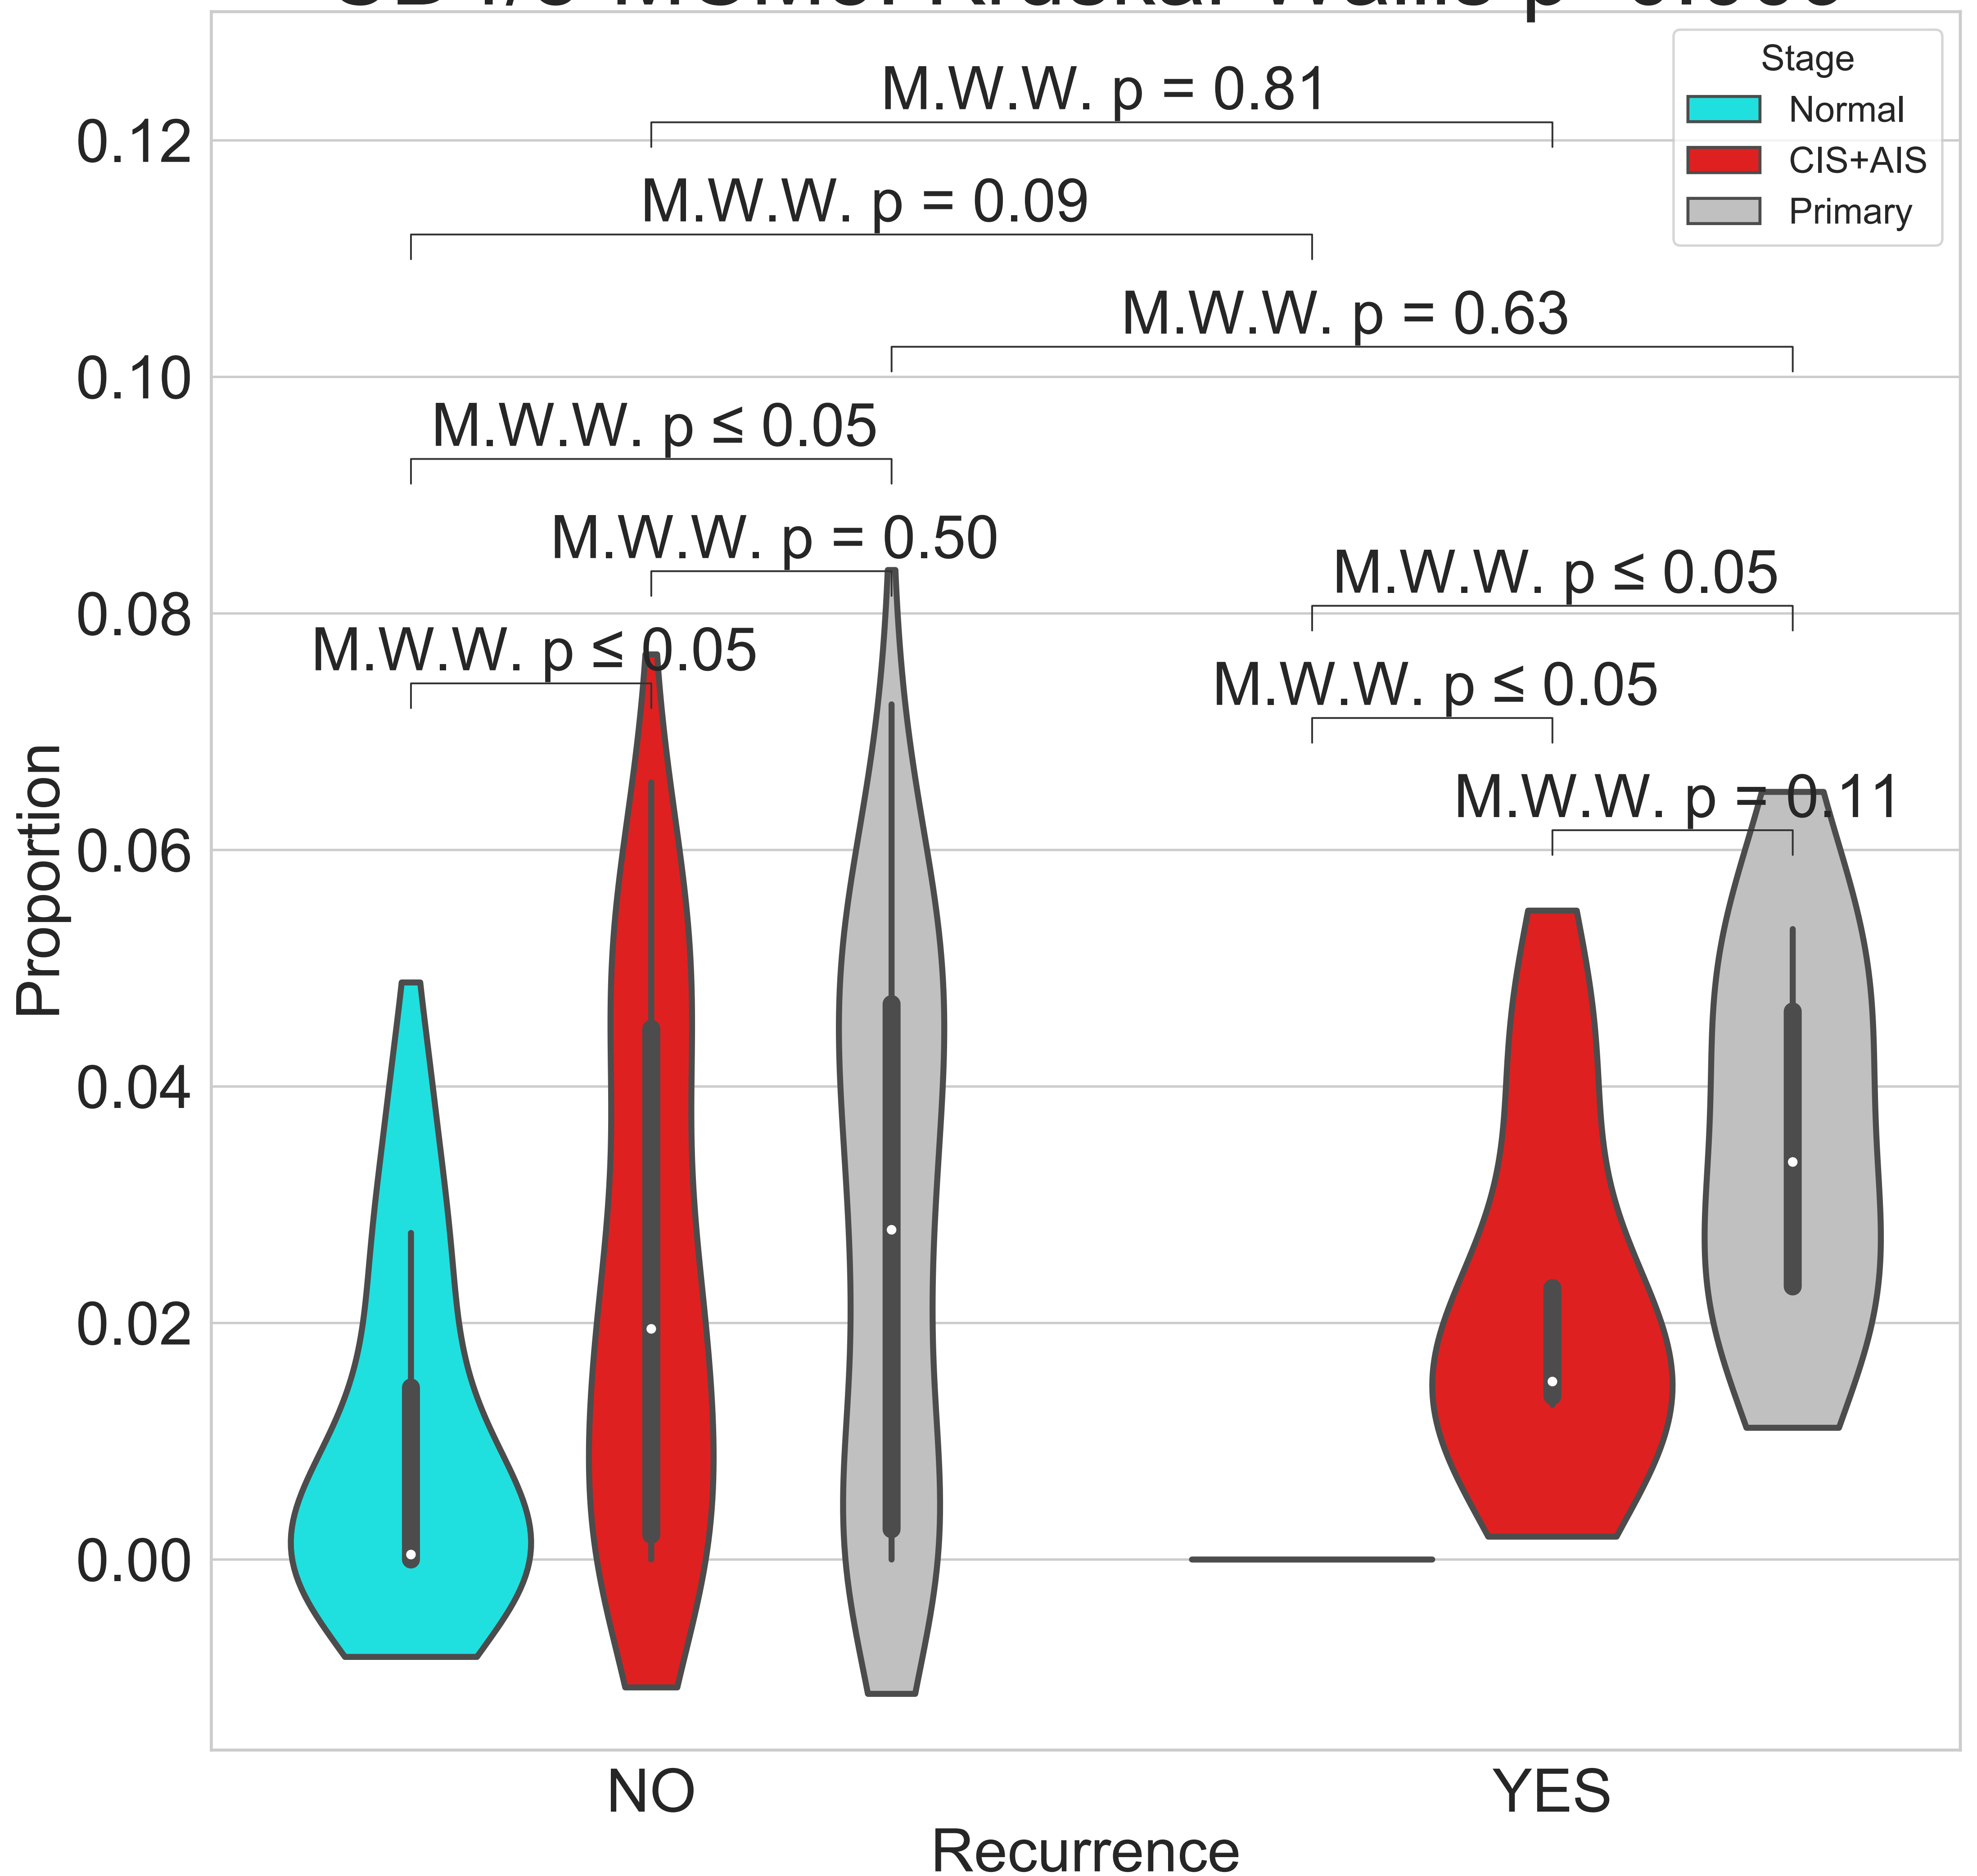 Stage
Normal
CIS+AIS
Primary
M.W.W. p = 0.81
M.W.W. p = 0.09
M.W.W. p = 0.63
M.W.W. p ≤ 0.05
M.W.W. p = 0.50
M.W.W. p ≤ 0.05
M.W.W. p ≤ 0.05
M.W.W. p ≤ 0.05
M.W.W. p = 0.11
0.12
0.10
0.08
0.06
0.04
0.02
0.00
Proportion
NO
YES
Recurrence